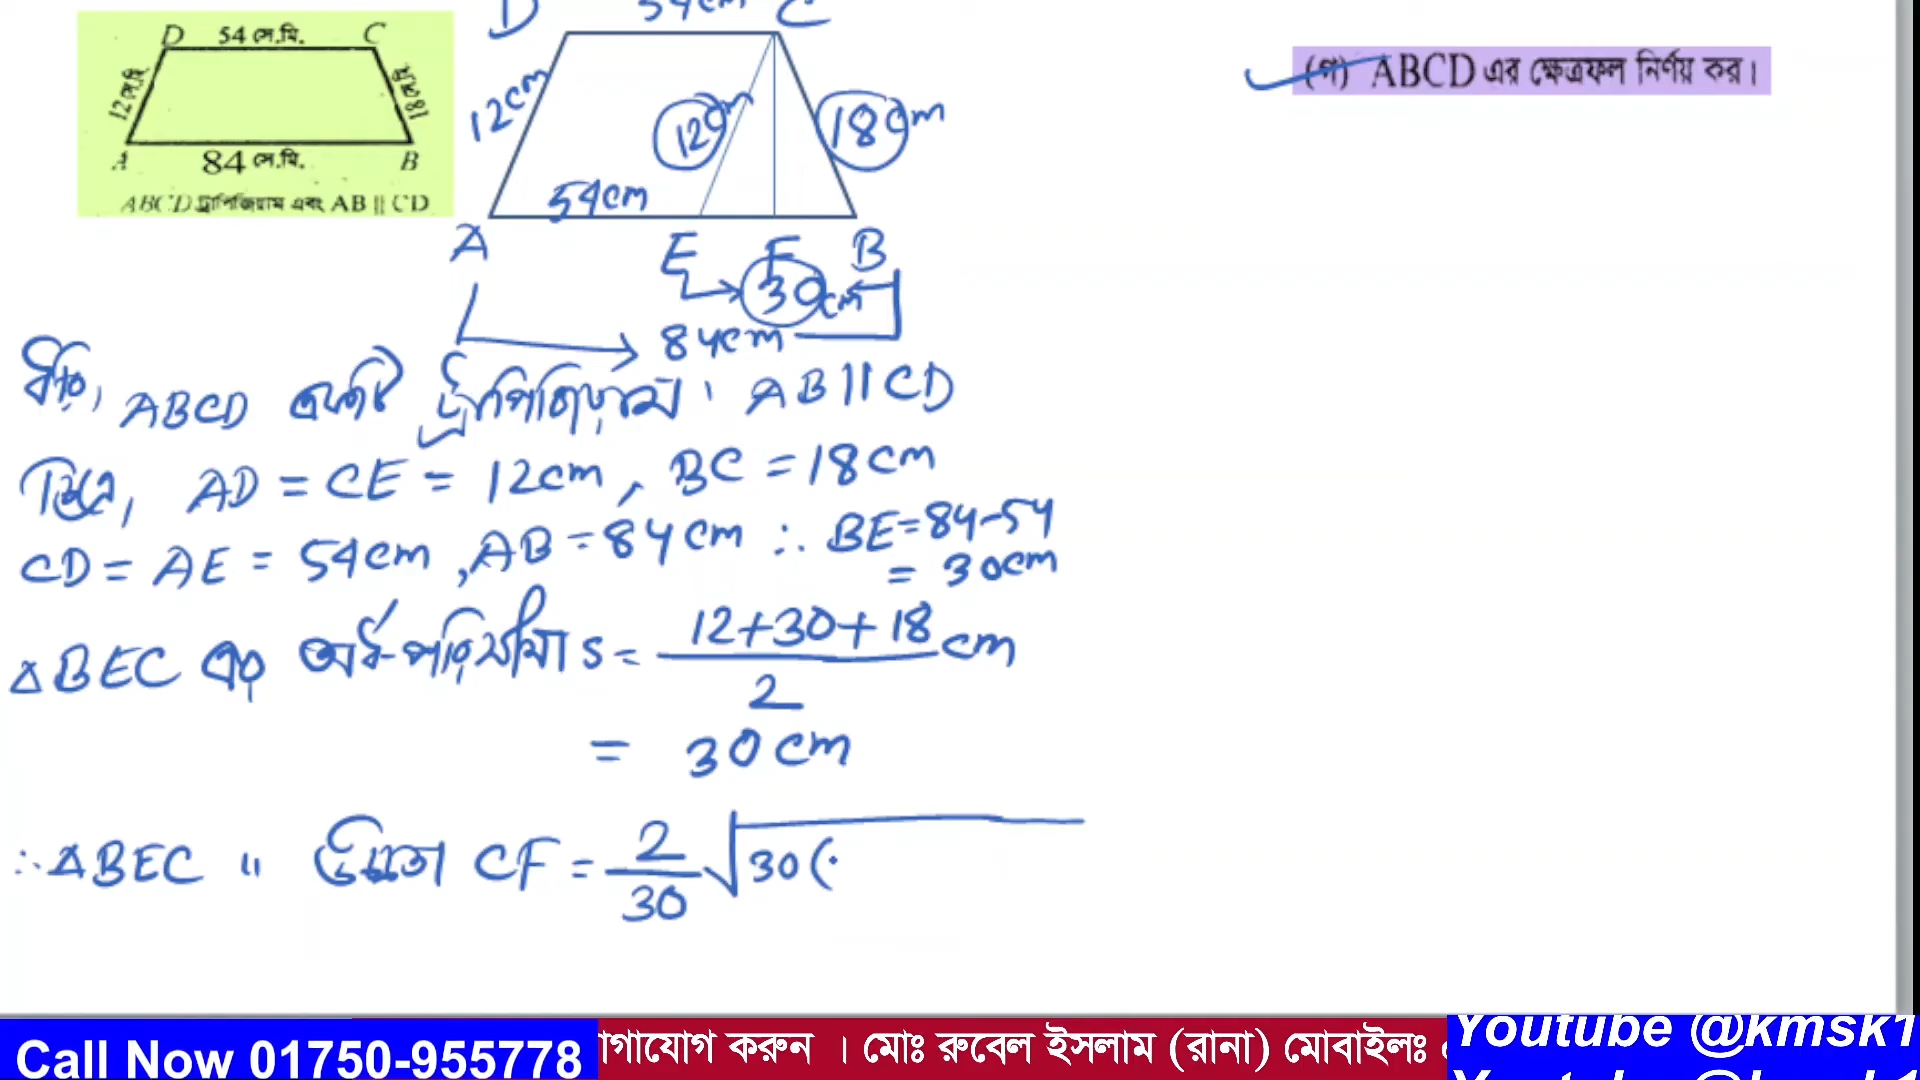 D 54 সে.মি. C
12 সে.মি.
18 সে.মি.
A 84 সে.মি. B
ABCD ট্রাপিজিয়াম এবং AB || CD
D 54cm C
12cm
12cm
18cm
54cm
A E F B
30cm
84cm
(গ) ABCD এর ক্ষেত্রফল নির্ণয় কর।
ধরি, ABCD একটি ট্রাপিজিয়াম। AB || CD
চিত্রে, AD = CE = 12cm, BC = 18cm
CD = AE = 54cm, AB = 84cm ∴ BE = 84-54
= 30cm
ΔBEC এর অর্ধ-পরিসীমা s = 12+30+18 / 2 cm
= 30cm
∴ ΔBEC " উচ্চতা CF = 2/30 √30(
Call Now 01750-955778
গাযোগ করুন । মোঃ রুবেল ইসলাম (রানা) মোবাইলঃ
Youtube @kmsk1